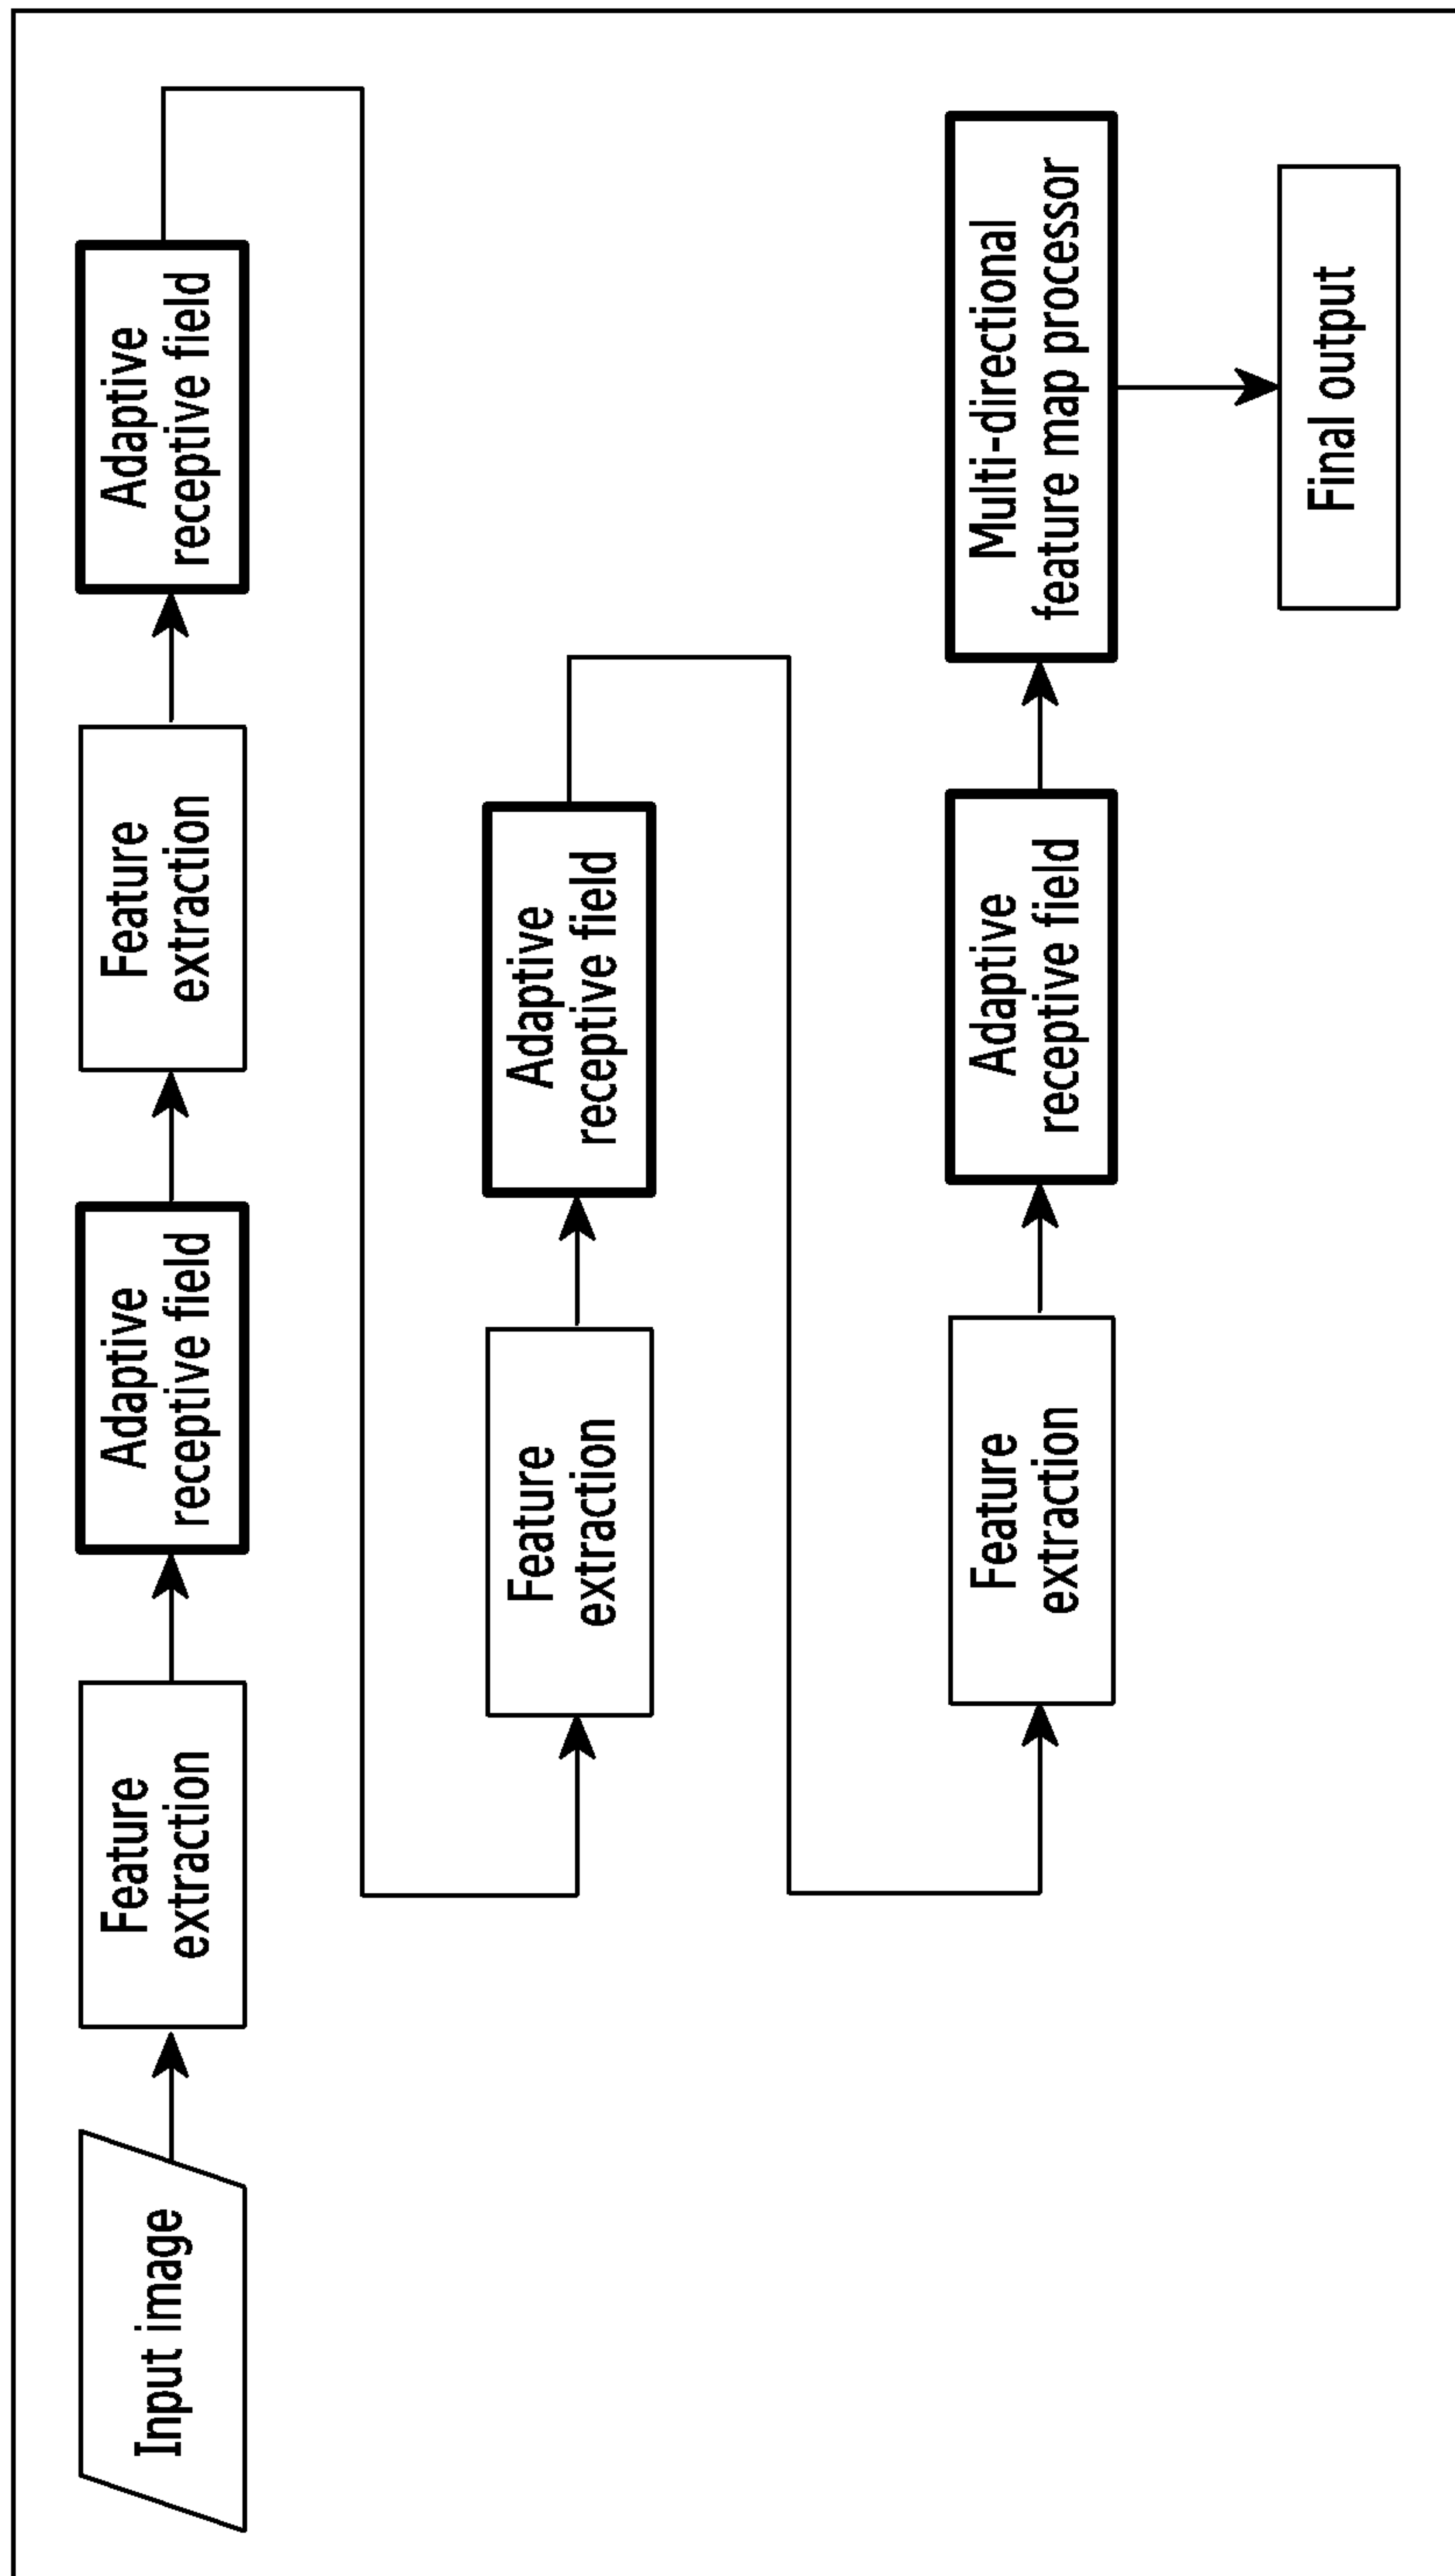 Input image
Feature
extraction
Adaptive
receptive field
Feature
extraction
Adaptive
receptive field
Feature
extraction
Adaptive
receptive field
Feature
extraction
Adaptive
receptive field
Multi-directional
feature map processor
Final output